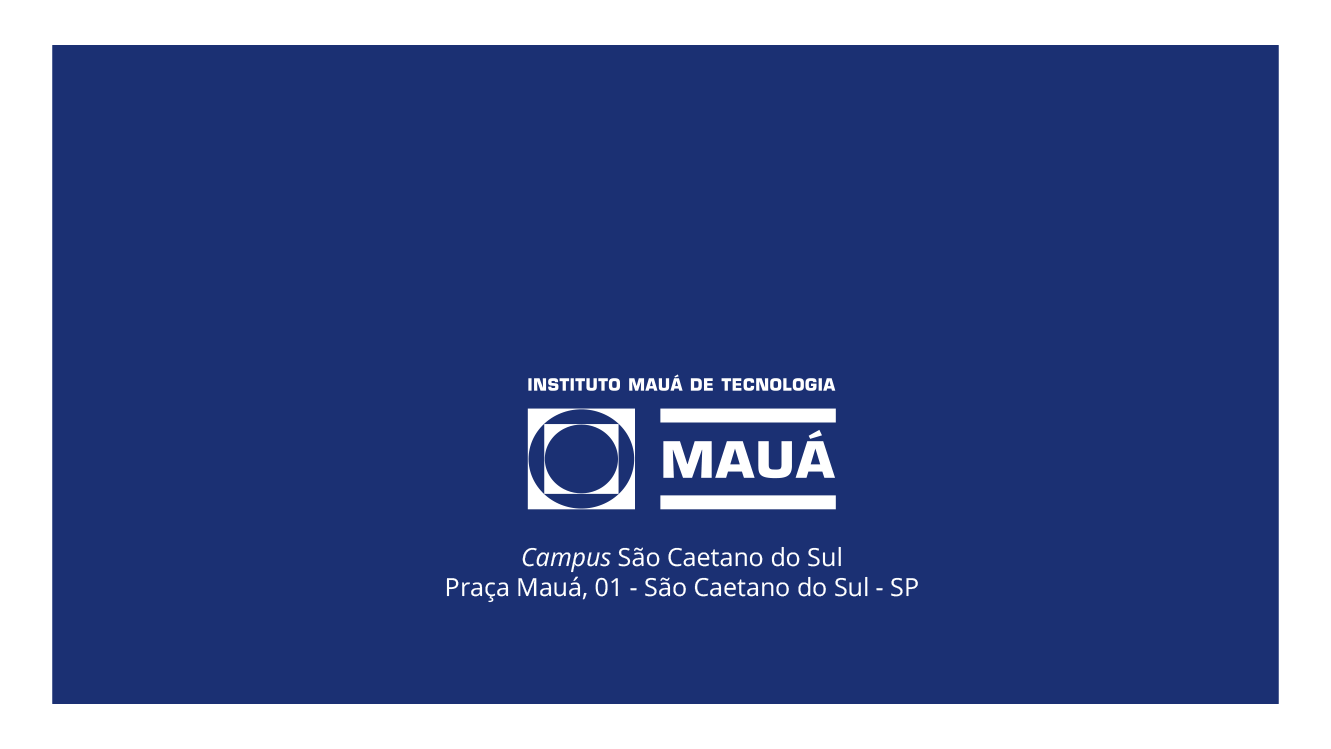 INSTITUTO MAUÁ DE TECNOLOGIA
MAUÁ
Campus São Caetano do Sul
Praça Mauá, 01 - São Caetano do Sul - SP